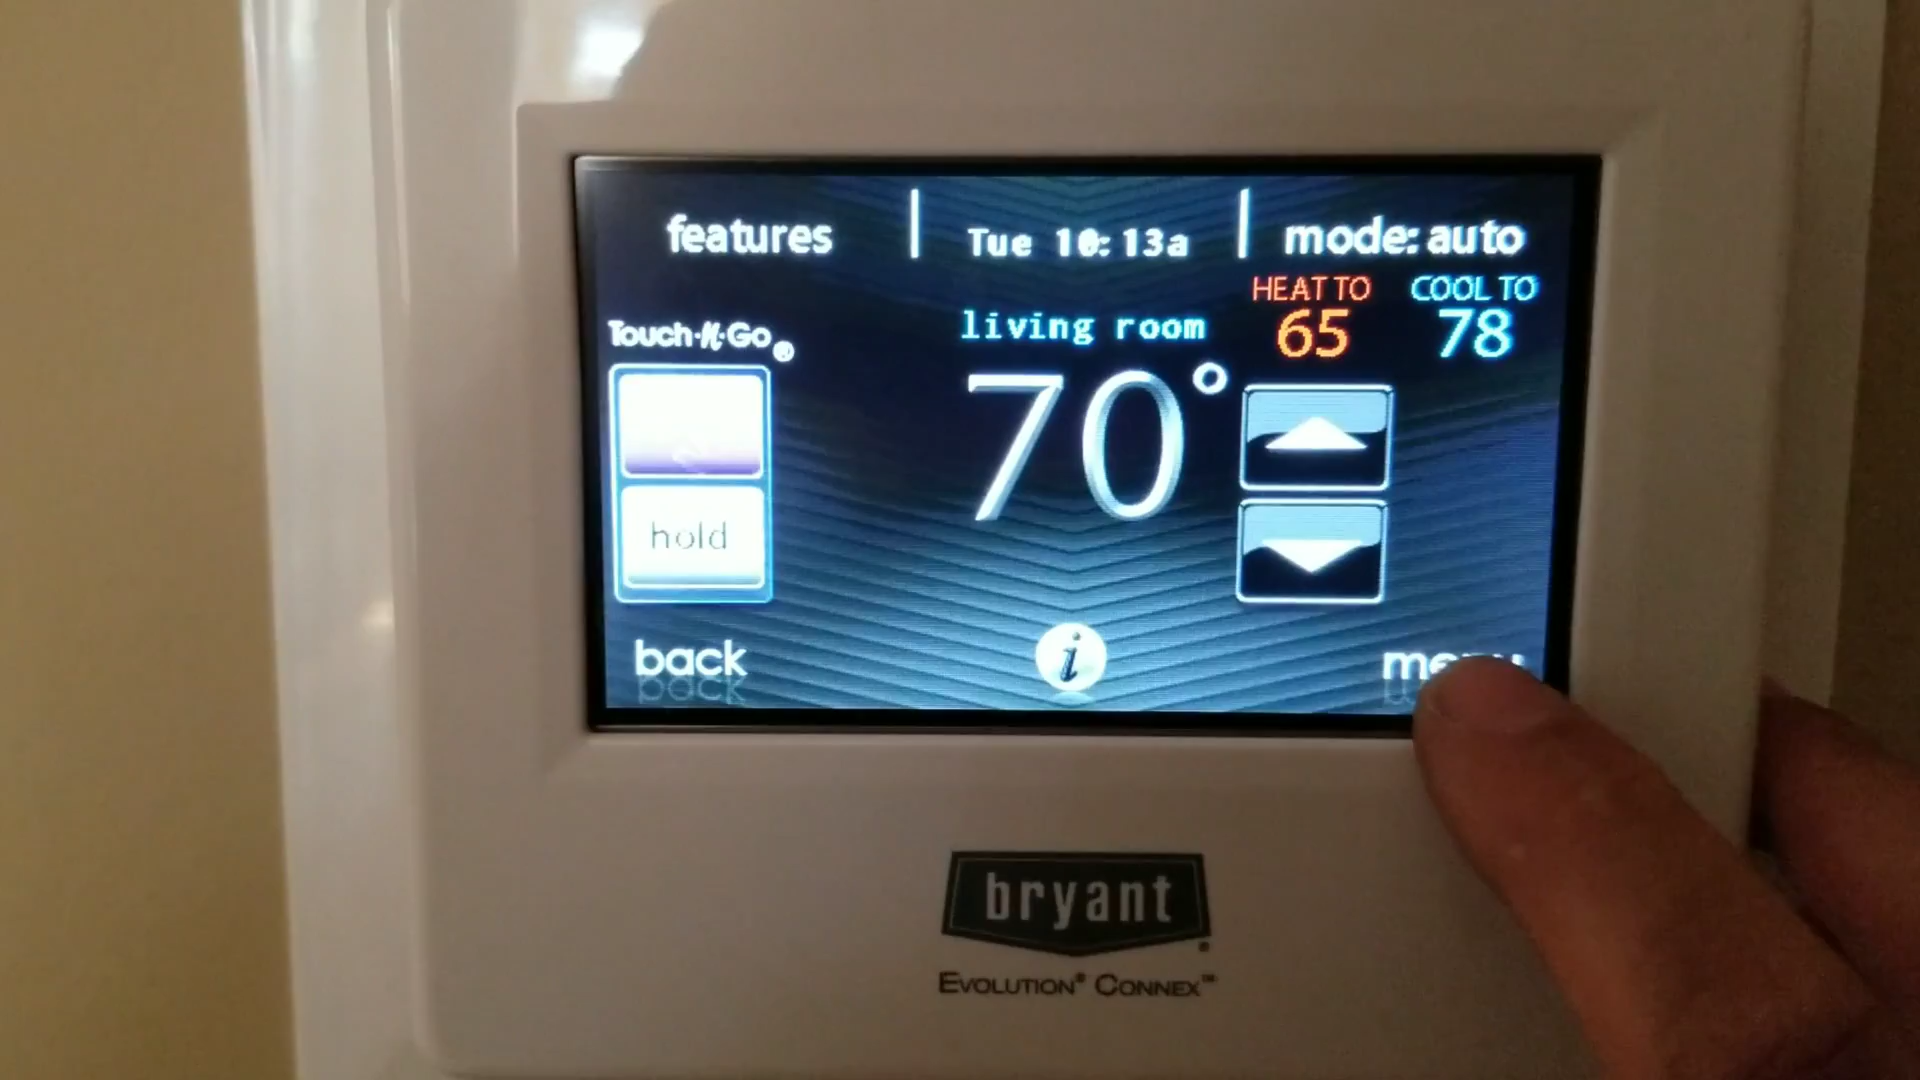 features
Tue 10:13a
mode: auto
HEAT TO
COOL TO
65
78
Touch·N·Go®
living room
70°
hold
back
i
menu
bryant
EVOLUTION® CONNEX™